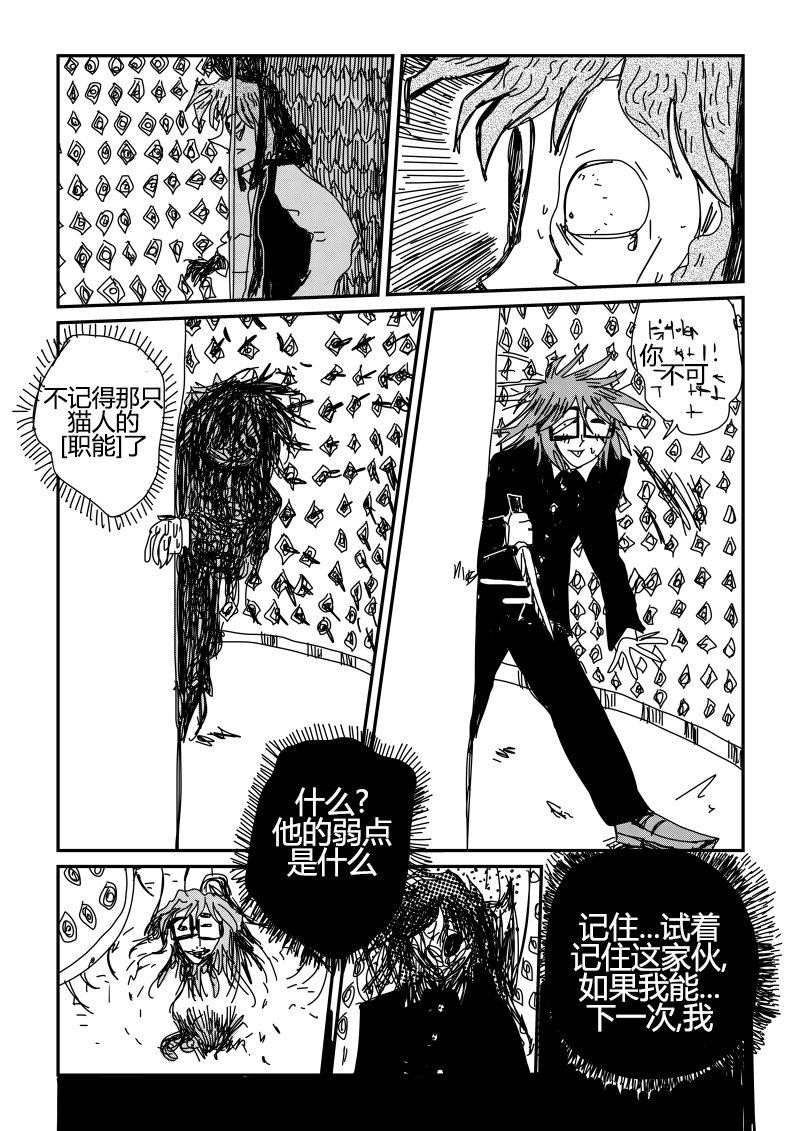 不记得那只
猫人的
[职能]了
你
不可
什么?
他的弱点
是什么
记住...试着
记住这家伙,
如果我能...
下一次,我